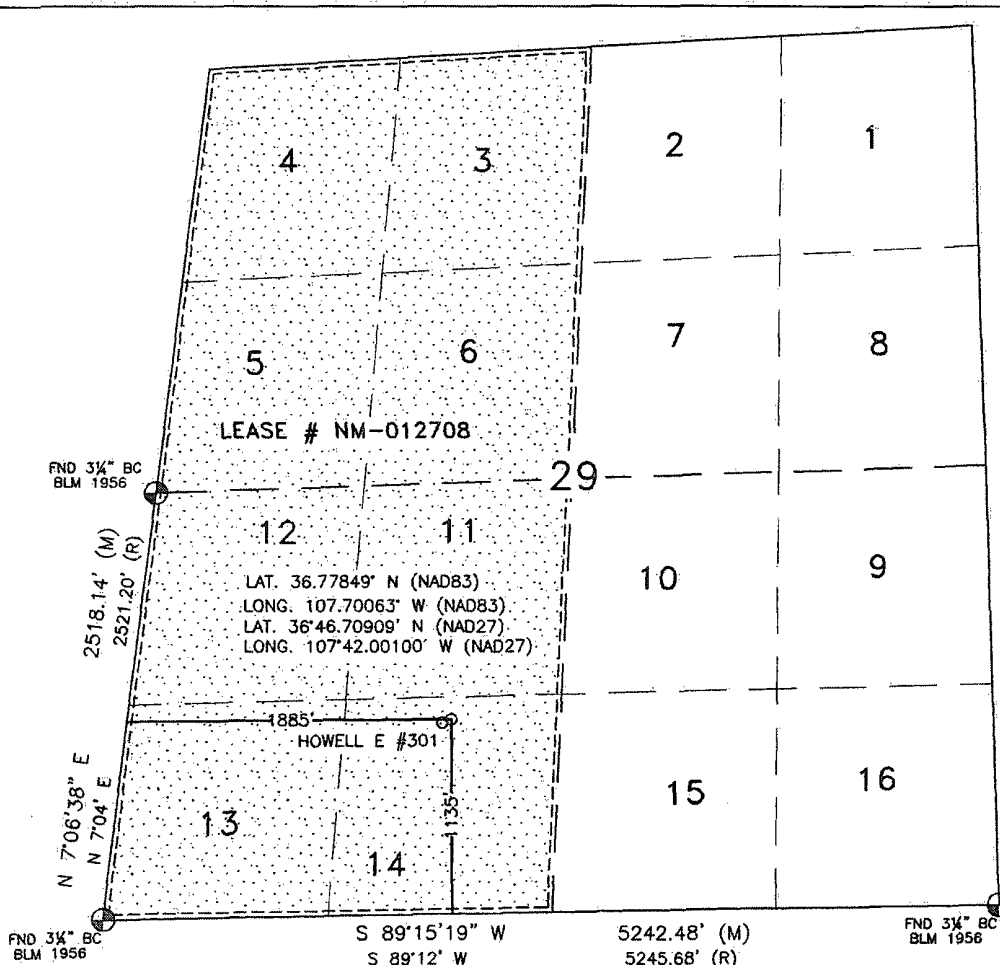 4
3
2
1
5
6
7
8
LEASE # NM-012708
FND 3¼" BC
BLM 1956
29
12
11
10
9
2518.14' (M)
2521.20' (R)
LAT. 36.77849° N (NAD83)
LONG. 107.70063° W (NAD83)
LAT. 36°46.70909' N (NAD27)
LONG. 107°42.00100' W (NAD27)
1885'
HOWELL E #301
1135'
N 7°06'38" E
N 7°04' E
13
14
15
16
FND 3¼" BC
BLM 1956
S 89°15'19" W
S 89°12' W
5242.48' (M)
5245.68' (R)
FND 3¼" BC
BLM 1956